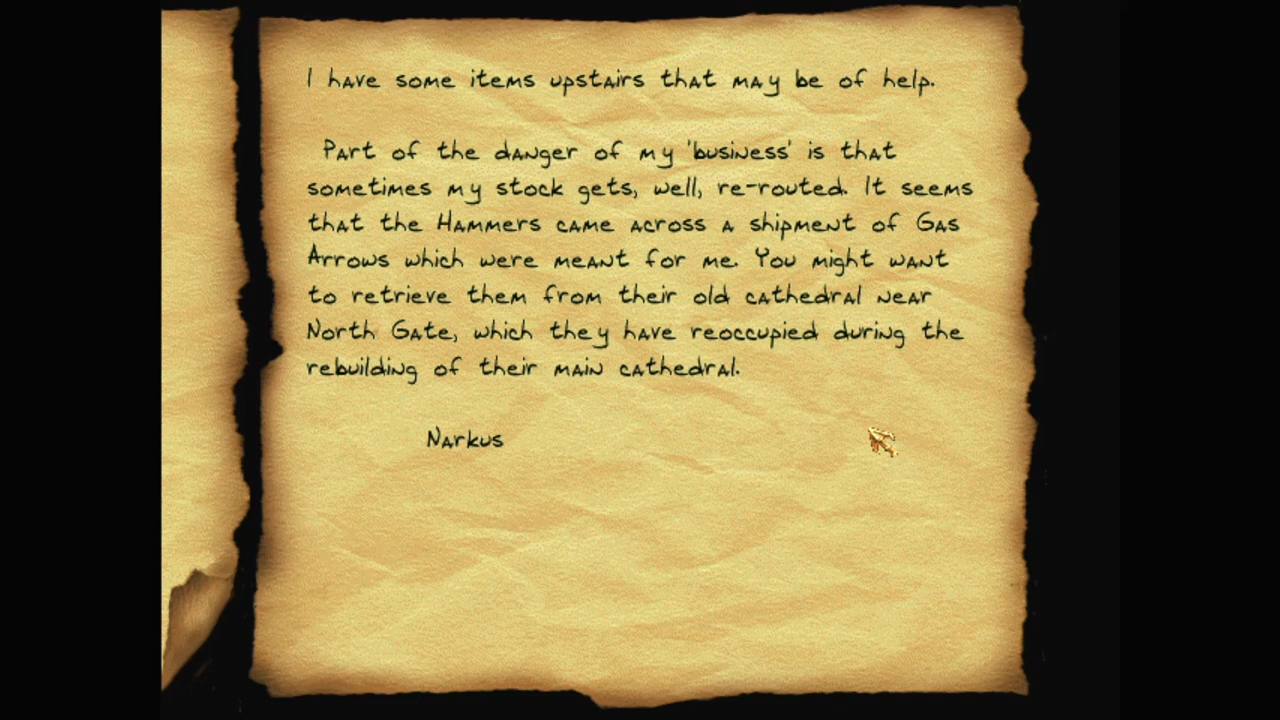 I have some items upstairs that may be of help.
Part of the danger of my 'business' is that
sometimes my stock gets, well, re-routed. It seems
that the Hammers came across a shipment of Gas
Arrows which were meant for me. You might want
to retrieve them from their old cathedral near
North Gate, which they have reoccupied during the
rebuilding of their main cathedral.
Narkus